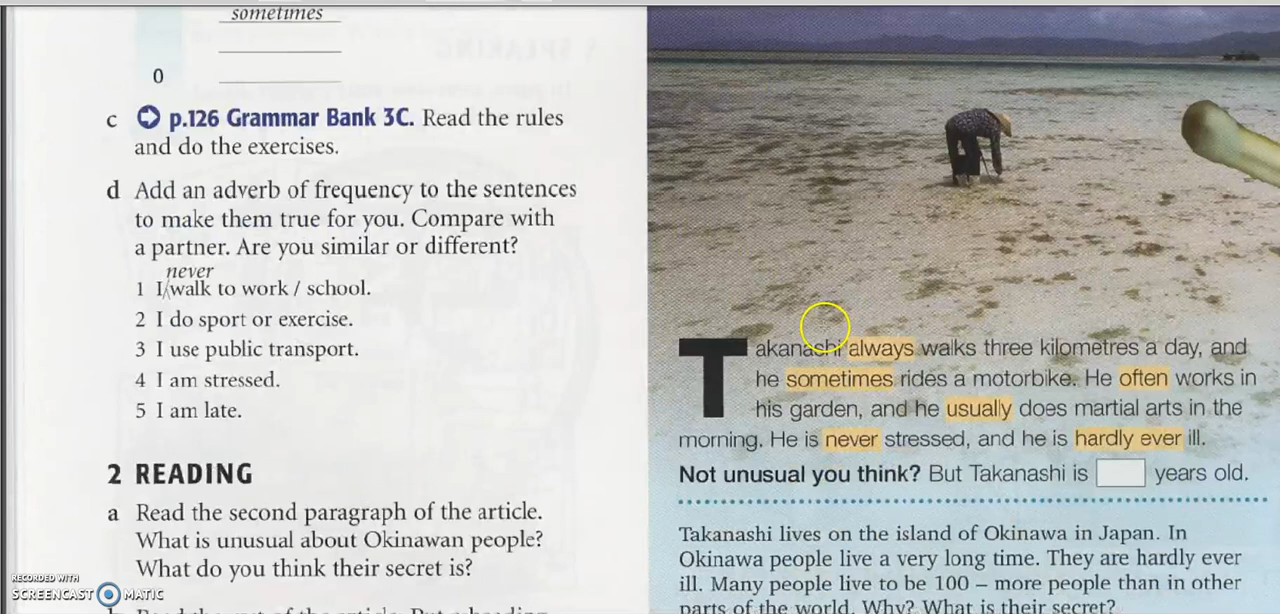 sometimes
0
c p.126 Grammar Bank 3C. Read the rules
and do the exercises.
d Add an adverb of frequency to the sentences
to make them true for you. Compare with
a partner. Are you similar or different?
never
1 I walk to work / school.
2 I do sport or exercise.
3 I use public transport.
4 I am stressed.
5 I am late.
2 READING
a Read the second paragraph of the article.
What is unusual about Okinawan people?
What do you think their secret is?
RECORDED WITH
SCREENCAST MATIC
Takanashi always walks three kilometres a day, and
he sometimes rides a motorbike. He often works in
his garden, and he usually does martial arts in the
morning. He is never stressed, and he is hardly ever ill.
Not unusual you think? But Takanashi is years old.
Takanashi lives on the island of Okinawa in Japan. In
Okinawa people live a very long time. They are hardly ever
ill. Many people live to be 100 – more people than in other
parts of the world. Why? What is their secret?